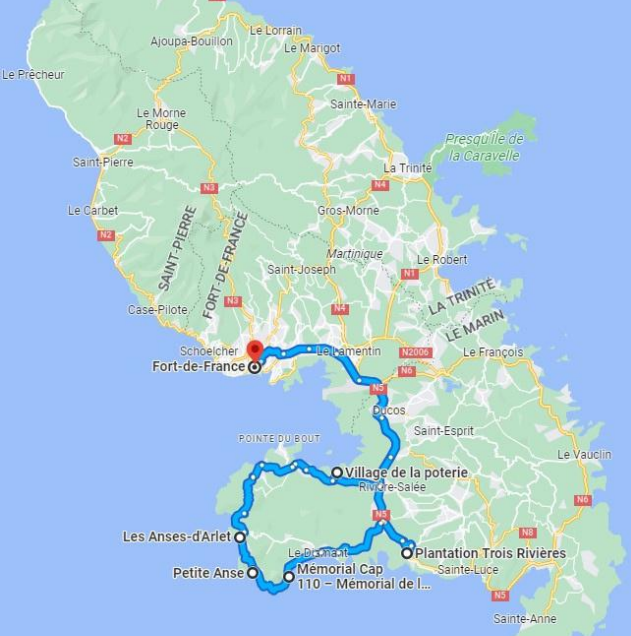 Le Lorrain
Ajoupa-Bouillon
Le Marigot
Le Prêcheur
N1
Sainte-Marie
Le Morne
Rouge
N2
Presqu'île de
la Caravelle
Saint-Pierre
La Trinité
N3
N4
Le Carbet
Gros-Morne
N2
SAINT-PIERRE
FORT-DE-FRANCE
Martinique
Le Robert
Saint-Joseph
N1
LA TRINITÉ
N3
Case-Pilote
N4
LE MARIN
Schoelcher
Le Lamentin
N2006
Le François
Fort-de-France
N6
N5
Ducos
Saint-Esprit
POINTE DU BOUT
Le Vauclin
Village de la poterie
Rivière-Salée
N6
N5
Les Anses-d'Arlet
N8
Le Diamant
Plantation Trois Rivières
Petite Anse
Mémorial Cap
110 – Mémorial de l...
Sainte-Luce
N5
Sainte-Anne